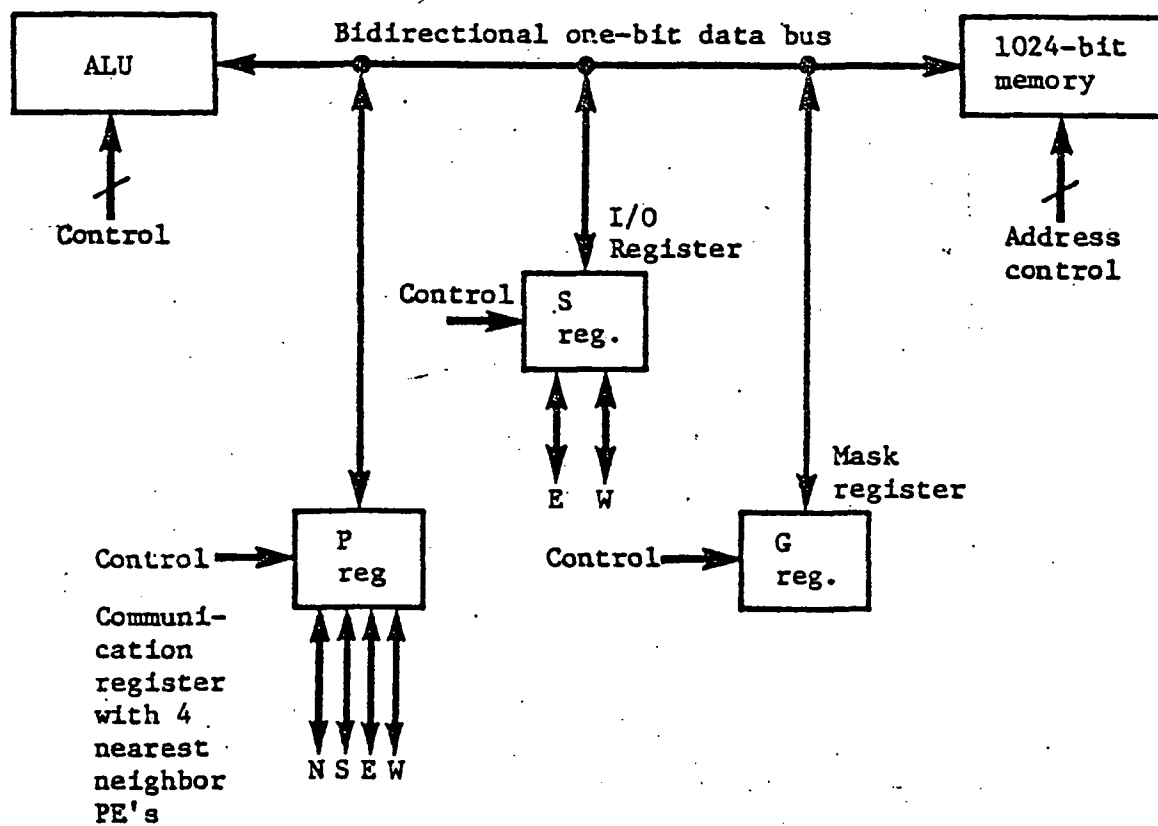 Bidirectional one-bit data bus
ALU
1024-bit
memory
Control
I/O
Register
Address
control
Control
S
reg.
E W
Mask
register
Control
P
reg
Control
G
reg.
Communi-
cation
register
with 4
nearest
neighbor
PE's
N S E W